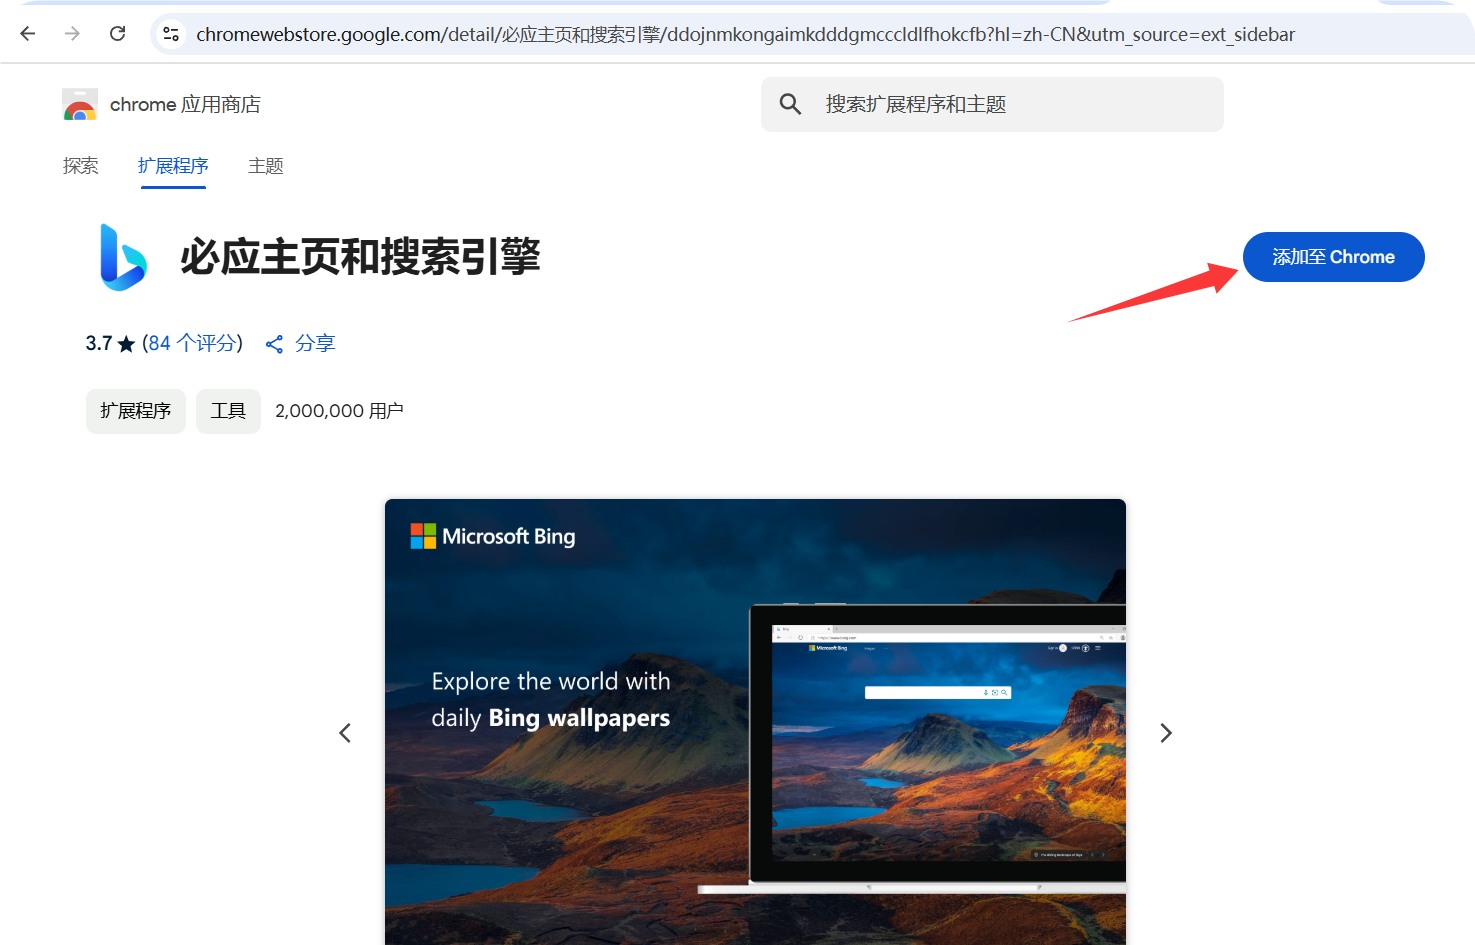 chromewebstore.google.com/detail/必应主页和搜索引擎/ddojnmkongaimkdddgmcccldlfhokcfb?hl=zh-CN&utm_source=ext_sidebar
chrome 应用商店
搜索扩展程序和主题
探索
扩展程序
主题
必应主页和搜索引擎
添加至 Chrome
3.7★ (84 个评分)
分享
扩展程序
工具
2,000,000 用户
Microsoft Bing
Microsoft Bing
Explore the world with
daily Bing wallpapers